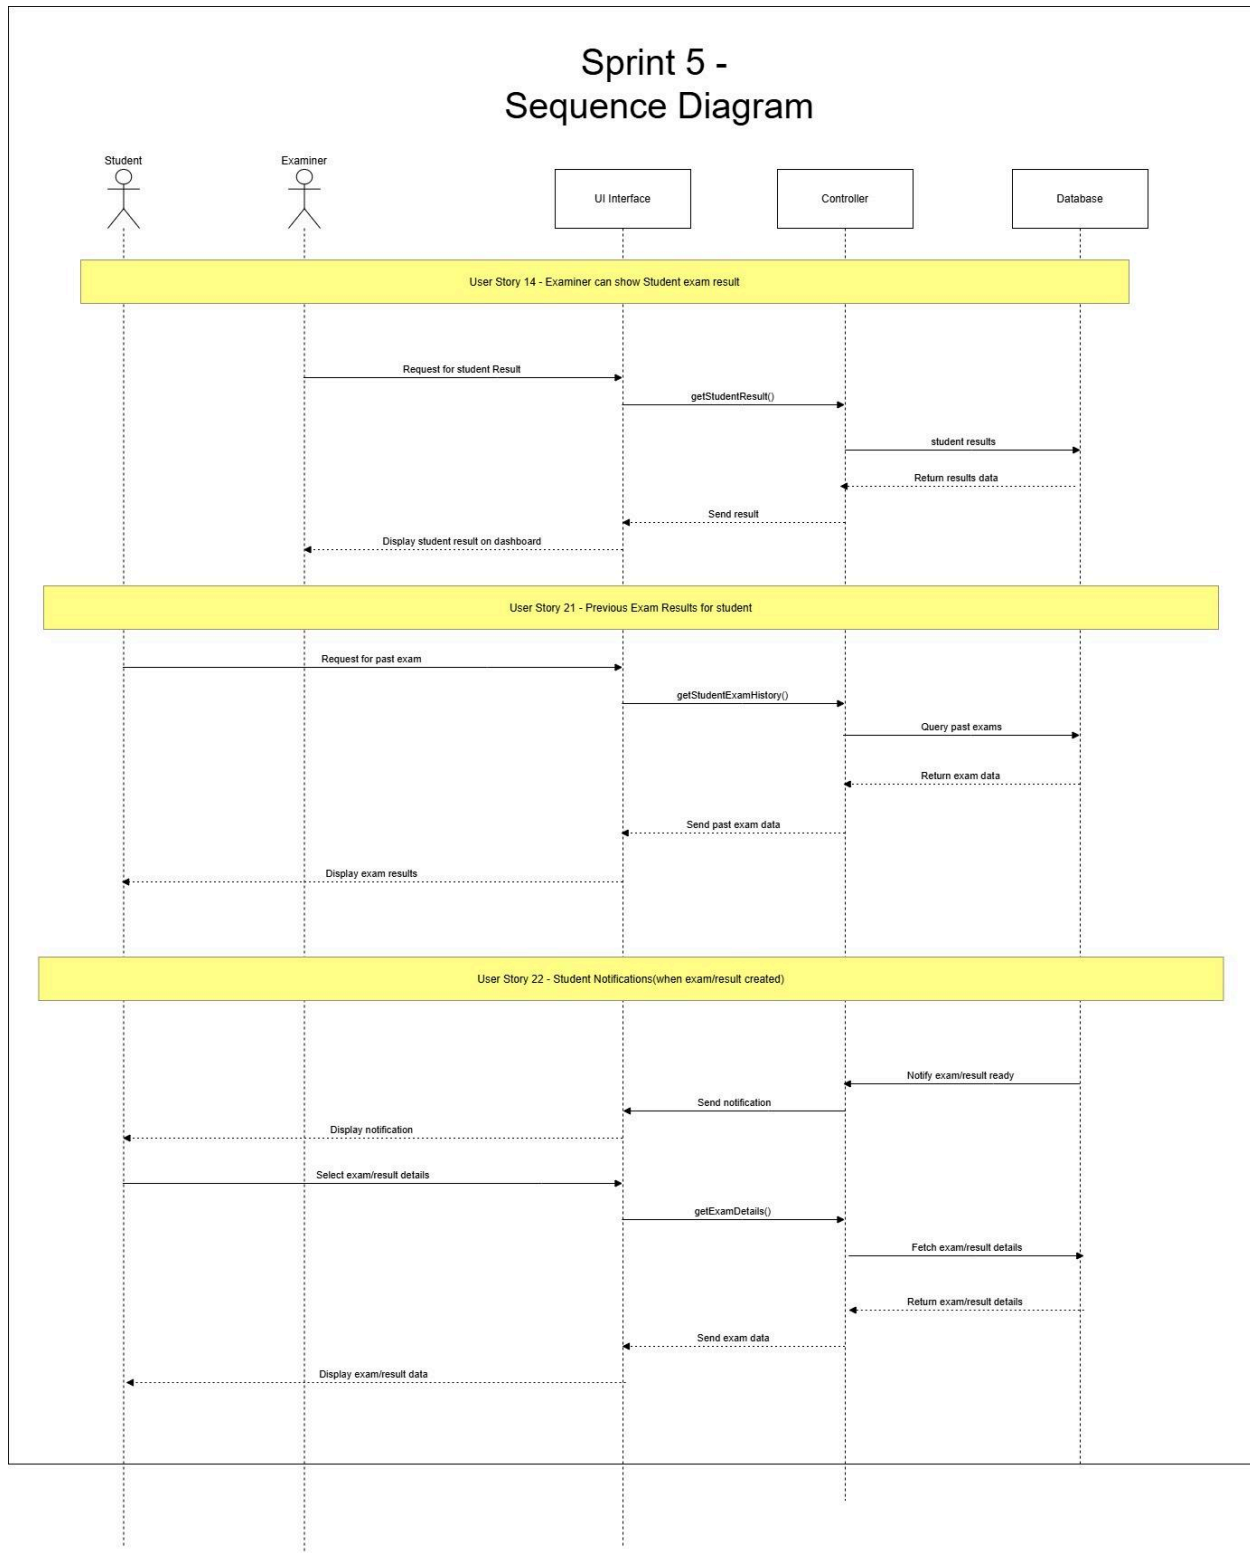 Sprint 5 -
Sequence Diagram
Student
Examiner
UI Interface
Controller
Database
User Story 14 - Examiner can show Student exam result
Request for student Result
getStudentResult()
student results
Return results data
Send result
Display student result on dashboard
User Story 21 - Previous Exam Results for student
Request for past exam
getStudentExamHistory()
Query past exams
Return exam data
Send past exam data
Display exam results
User Story 22 - Student Notifications(when exam/result created)
Notify exam/result ready
Send notification
Display notification
Select exam/result details
getExamDetails()
Fetch exam/result details
Return exam/result details
Send exam data
Display exam/result data